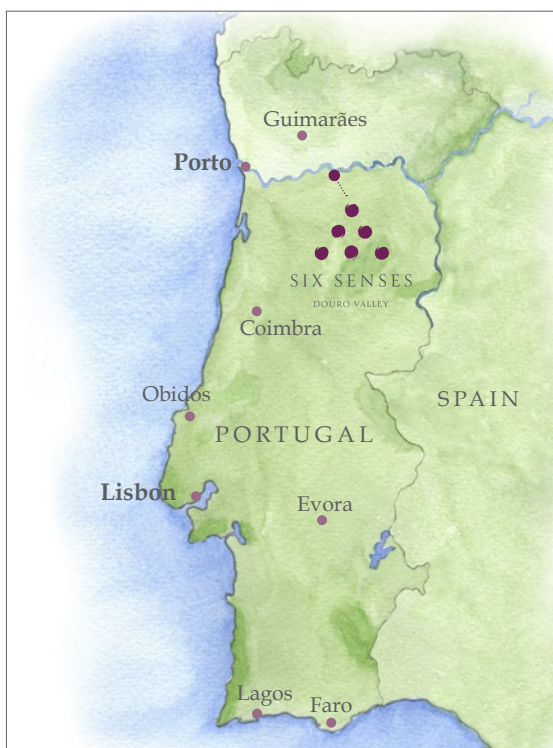 Guimarães
Porto
SIX SENSES
DOURO VALLEY
Coimbra
Obidos
SPAIN
PORTUGAL
Lisbon
Evora
Lagos
Faro